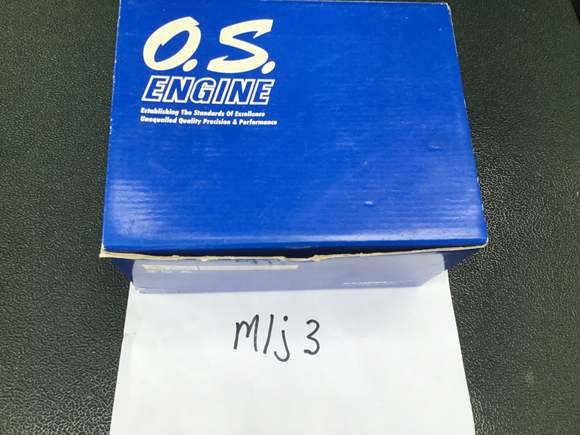 O.S.
ENGINE
Establishing The Standards Of Excellence
Unequalled Quality Precision & Performance
m/j 3